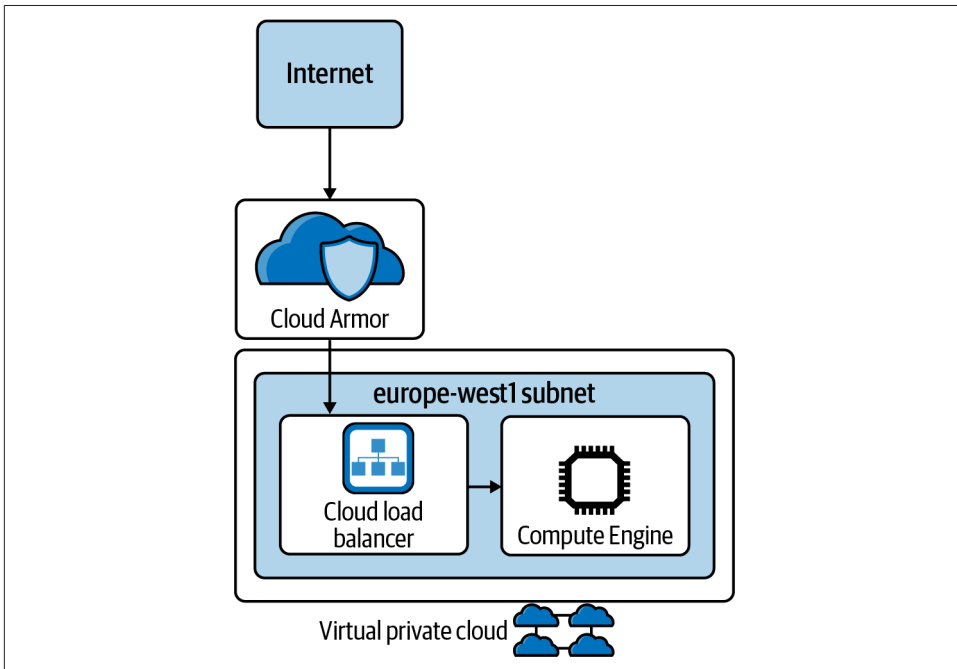 Internet
Cloud Armor
europe-west1 subnet
Cloud load
balancer
Compute Engine
Virtual private cloud